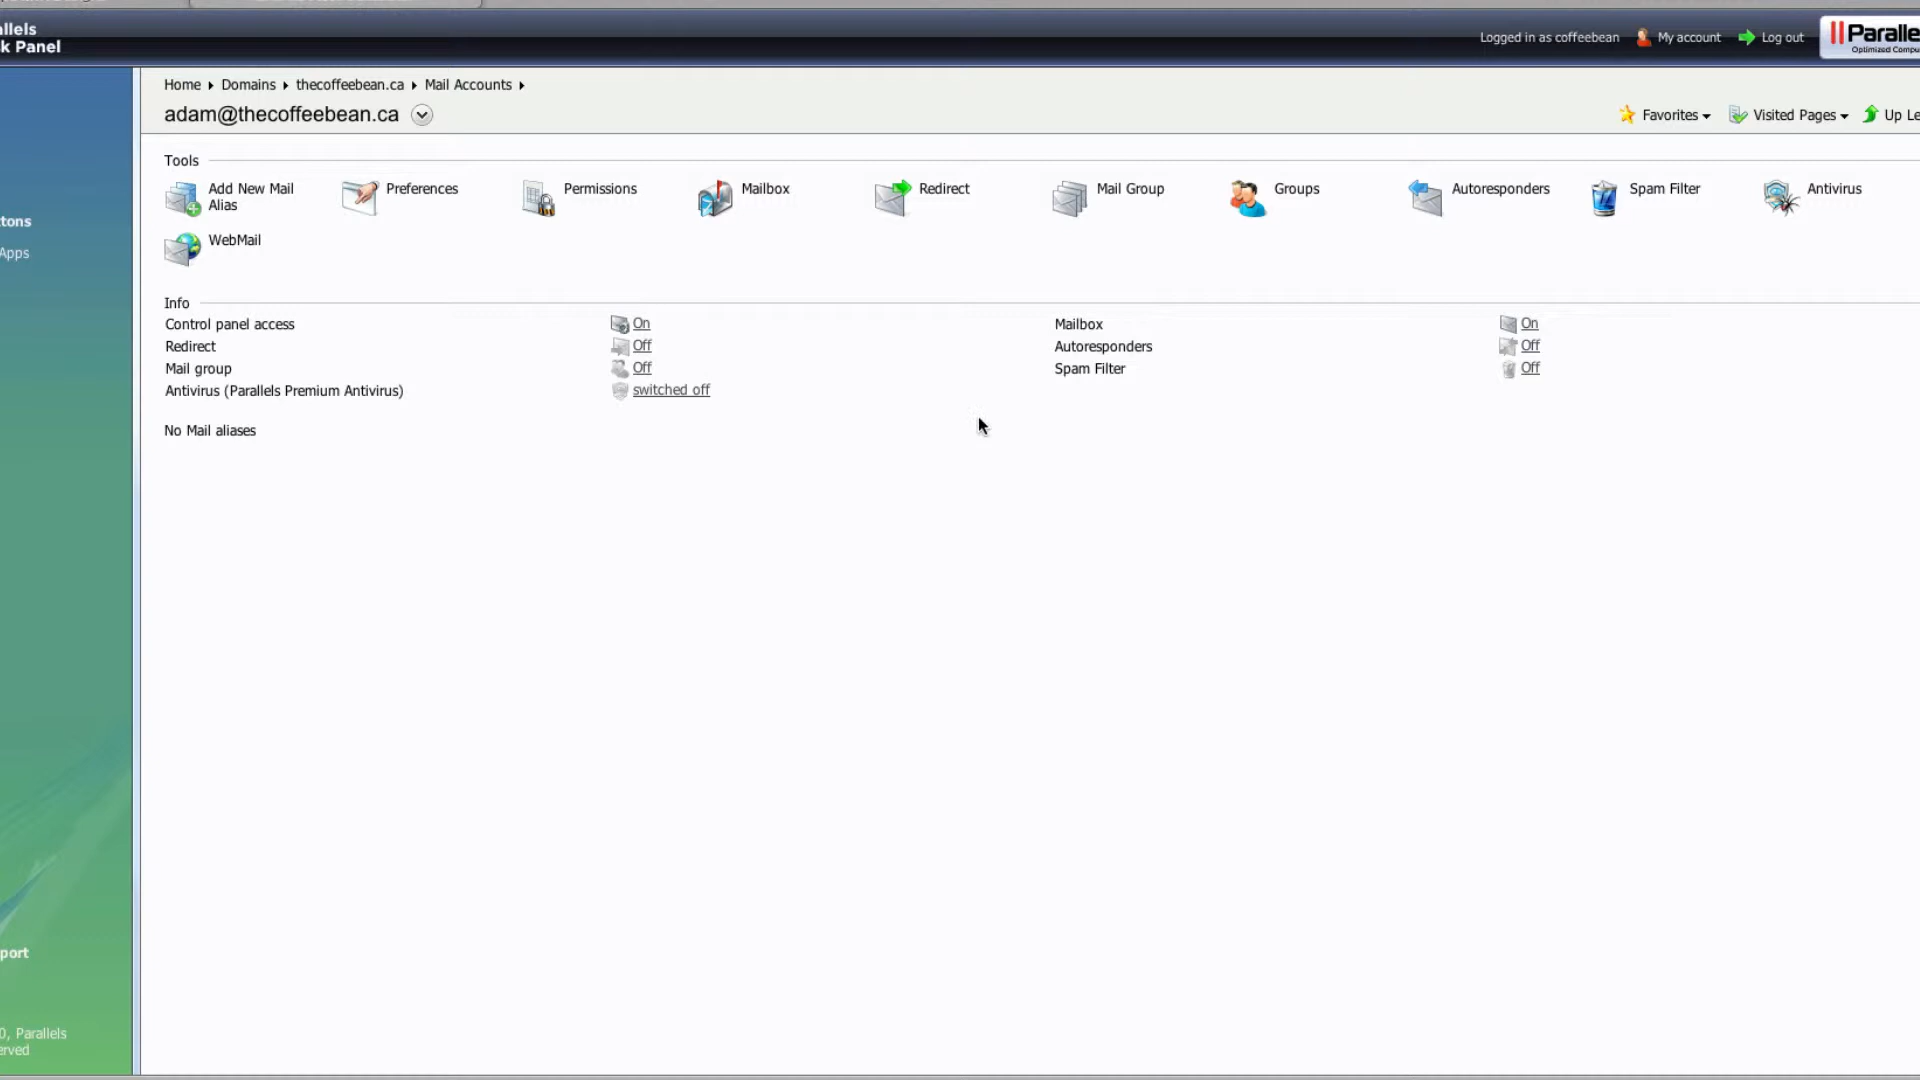 allels
k Panel
Logged in as coffeebean My account Log out
Paralle
Optimized Compu
Home Domains thecoffeebean.ca Mail Accounts
adam@thecoffeebean.ca
Favorites Visited Pages Up Le
Tools
Add New Mail Alias
Preferences
Permissions
Mailbox
Redirect
Mail Group
Groups
Autoresponders
Spam Filter
Antivirus
WebMail
tons
Apps
Info
Control panel access On Mailbox On
Redirect Off Autoresponders Off
Mail group Off Spam Filter Off
Antivirus (Parallels Premium Antivirus) switched off
No Mail aliases
port
0, Parallels
erved